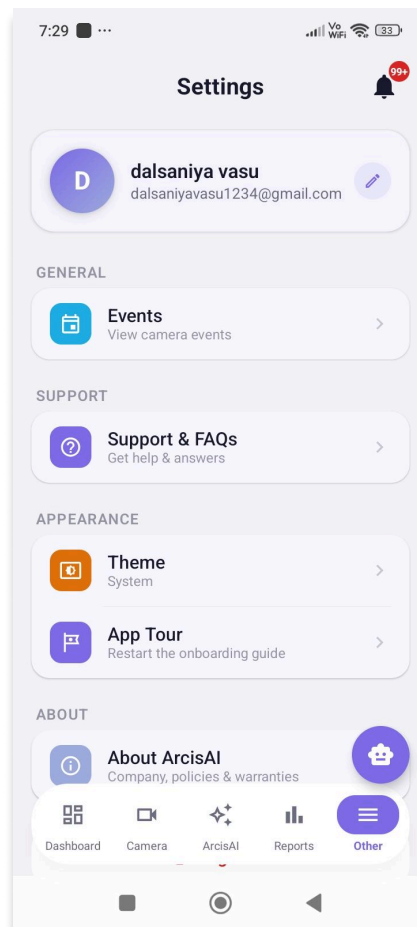 7:29
Vo
WiFi
33
Settings
99+
D
dalsaniya vasu
dalsaniyavasu1234@gmail.com
GENERAL
Events
View camera events
SUPPORT
Support & FAQs
Get help & answers
APPEARANCE
Theme
System
App Tour
Restart the onboarding guide
ABOUT
About ArcisAI
Company, policies & warranties
Dashboard
Camera
ArcisAI
Reports
Other